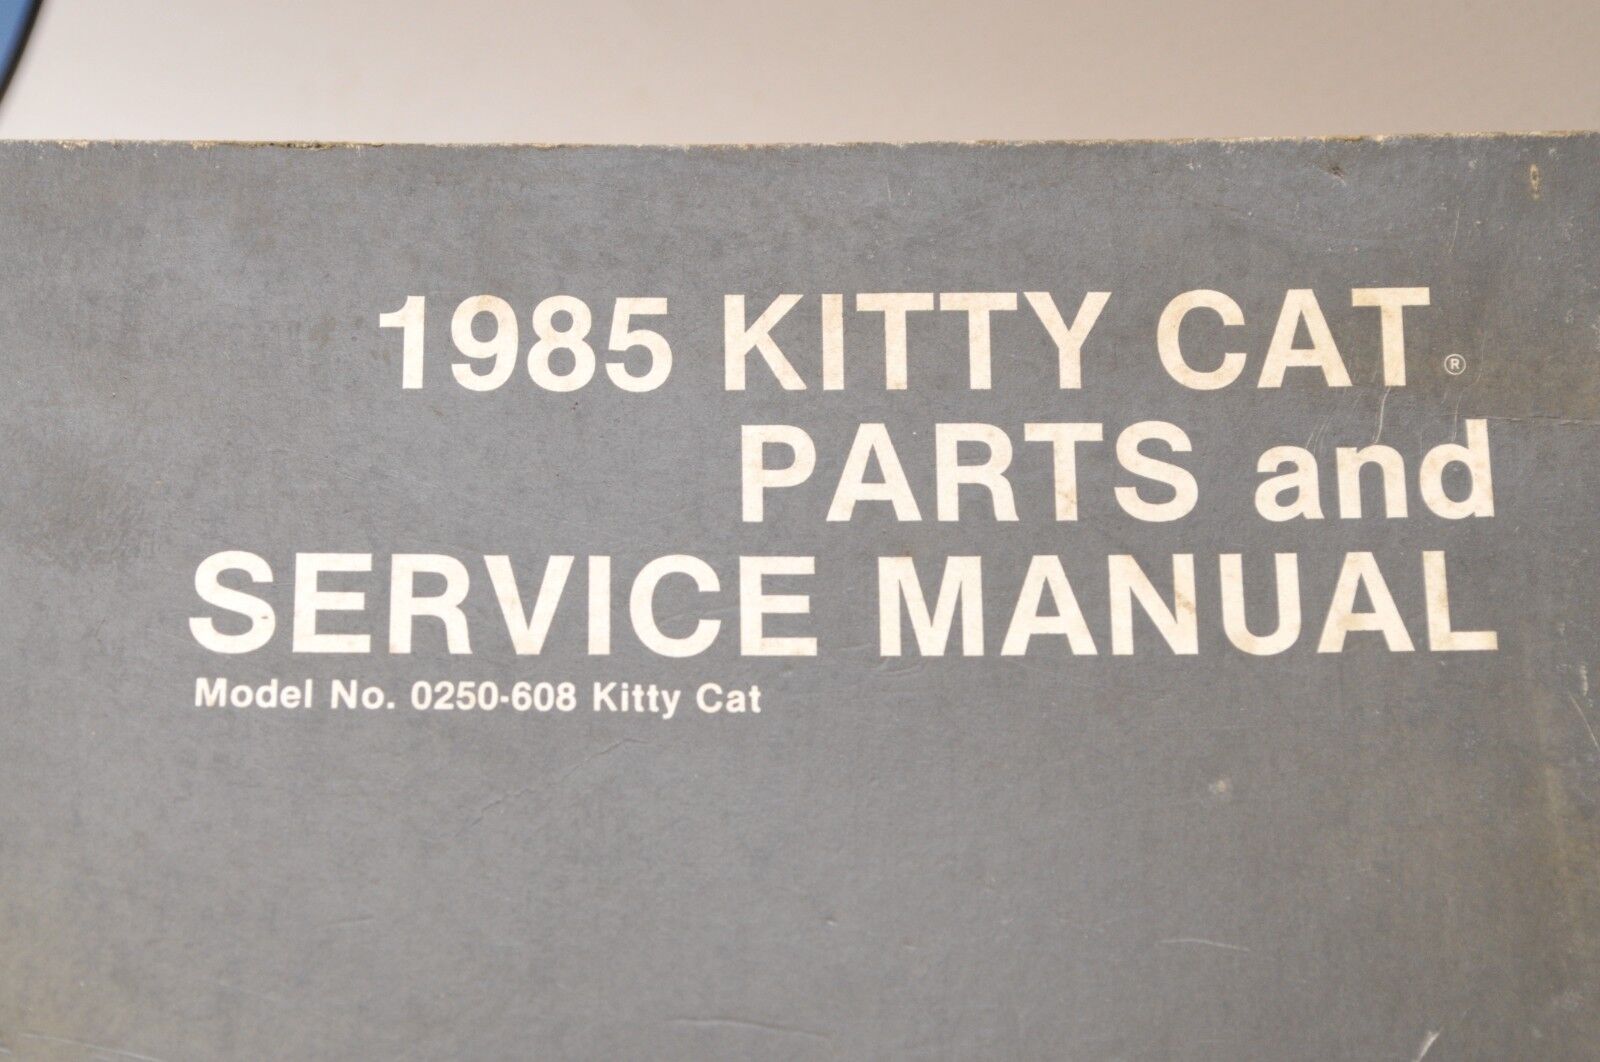 1985 KITTY CAT®
PARTS and
SERVICE MANUAL
Model No. 0250-608 Kitty Cat